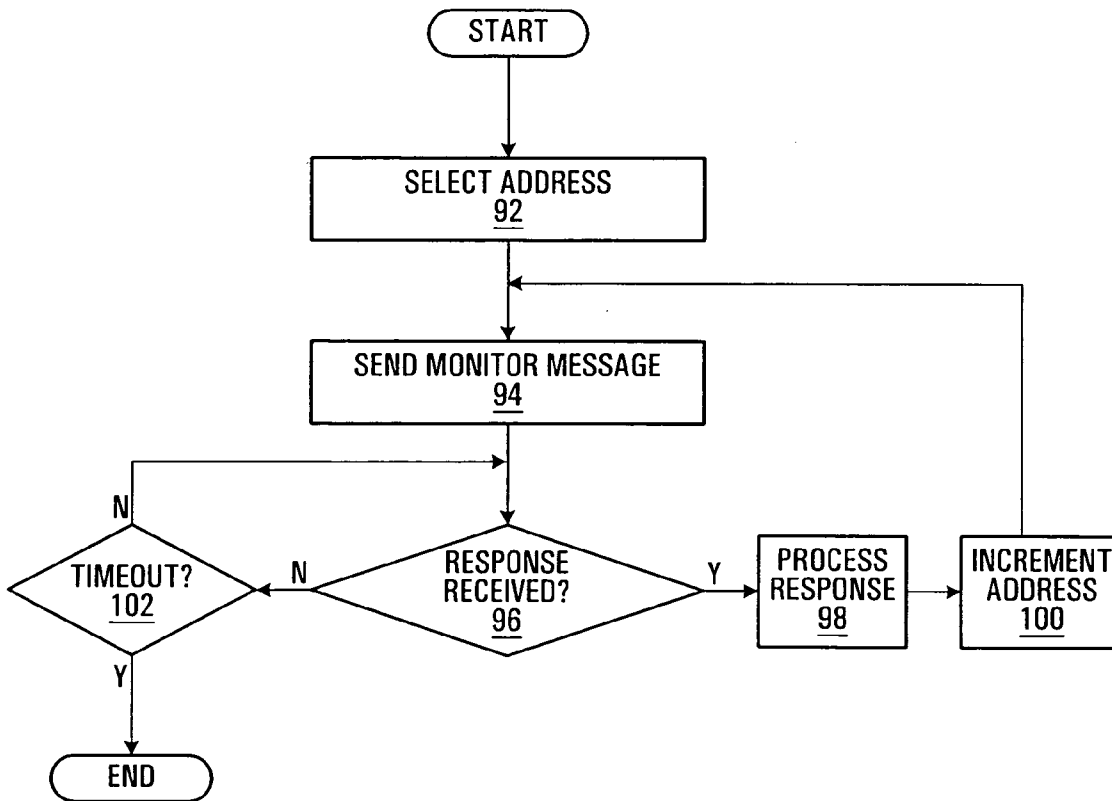 START
SELECT ADDRESS
92
SEND MONITOR MESSAGE
94
N
TIMEOUT?
102
N
RESPONSE
RECEIVED?
96
Y
PROCESS
RESPONSE
98
INCREMENT
ADDRESS
100
Y
END